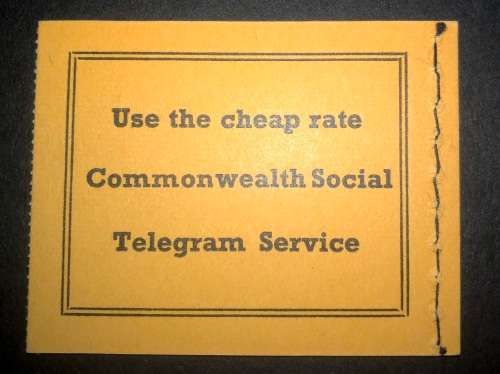 Use the cheap rate
Commonwealth Social
Telegram Service